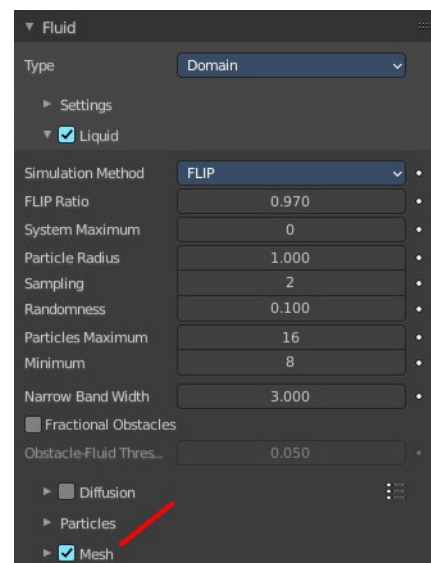 Fluid
Type Domain
Settings
Liquid
Simulation Method FLIP
FLIP Ratio 0.970
System Maximum 0
Particle Radius 1.000
Sampling 2
Randomness 0.100
Particles Maximum 16
Minimum 8
Narrow Band Width 3.000
Fractional Obstacles
Obstacle-Fluid Thres... 0.050
Diffusion
Particles
Mesh